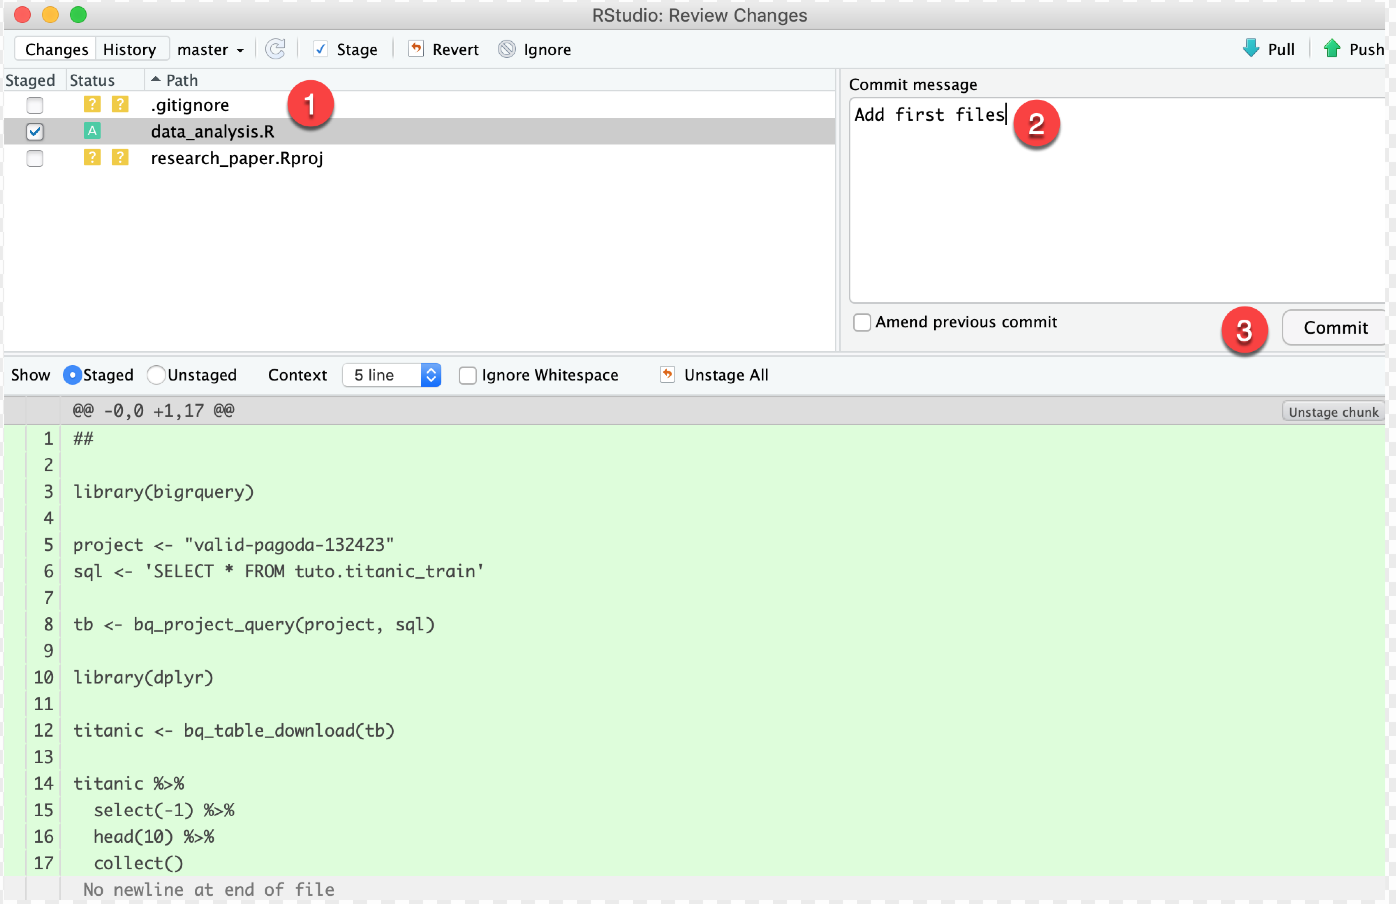 RStudio: Review Changes
Changes History master Stage Revert Ignore Pull Push
Staged Status Path
? ? .gitignore
A data_analysis.R
? ? research_paper.Rproj
1
Commit message
Add first files
2
Amend previous commit
3
Commit
Show Staged Unstaged Context 5 line Ignore Whitespace Unstage All
@@ -0,0 +1,17 @@ Unstage chunk
1 ##
2
3 library(bigrquery)
4
5 project <- "valid-pagoda-132423"
6 sql <- 'SELECT * FROM tuto.titanic_train'
7
8 tb <- bq_project_query(project, sql)
9
10 library(dplyr)
11
12 titanic <- bq_table_download(tb)
13
14 titanic %>%
15   select(-1) %>%
16   head(10) %>%
17   collect()
No newline at end of file